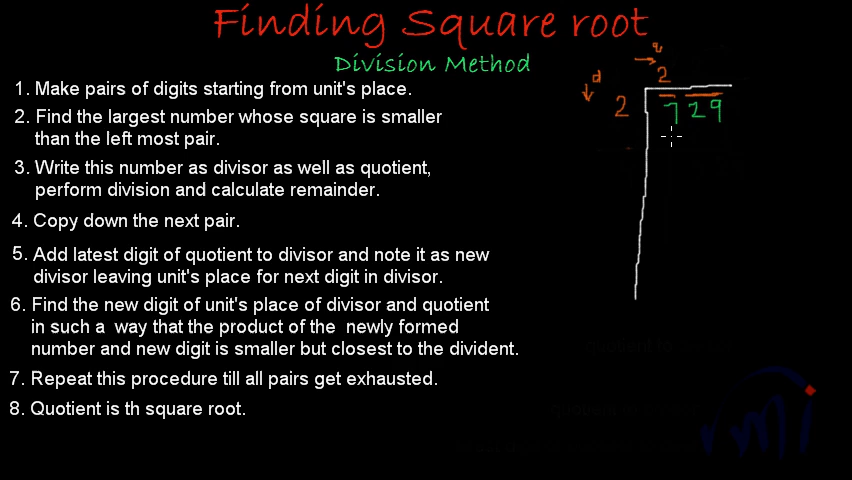 Finding Square root
Division Method
1. Make pairs of digits starting from unit's place.
2. Find the largest number whose square is smaller
than the left most pair.
3. Write this number as divisor as well as quotient,
perform division and calculate remainder.
4. Copy down the next pair.
5. Add latest digit of quotient to divisor and note it as new
divisor leaving unit's place for next digit in divisor.
6. Find the new digit of unit's place of divisor and quotient
in such a way that the product of the newly formed
number and new digit is smaller but closest to the divident.
7. Repeat this procedure till all pairs get exhausted.
8. Quotient is th square root.
q
d 2
2 7 29